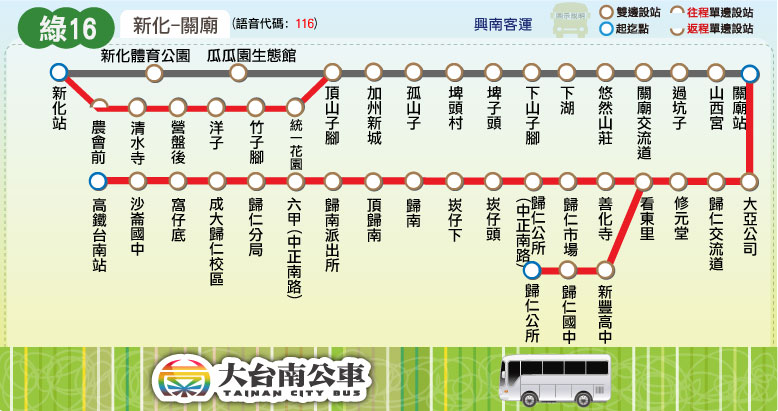 綠16
新化-關廟
(語音代碼：116)
興南客運
圖示說明
雙邊設站
往程單邊設站
起迄點
返程單邊設站
新化體育公園
瓜瓜園生態館
新化站
頂山子腳
加州新城
孤山子
埤頭村
埤子頭
下山子腳
下湖
悠然山莊
關廟交流道
過坑子
山西宮
關廟站
農會前
清水寺
營盤後
洋子
竹子腳
統一花園
高鐵台南站
沙崙國中
窩仔底
成大歸仁校區
歸仁分局
六甲(中正南路)
歸南派出所
頂歸南
歸南
崁仔下
崁仔頭
歸仁公所(中正南路)
歸仁市場
善化寺
看東里
修元堂
歸仁交流道
大亞公司
歸仁公所
歸仁國中
新豐高中
大台南公車
TAINAN CITY BUS